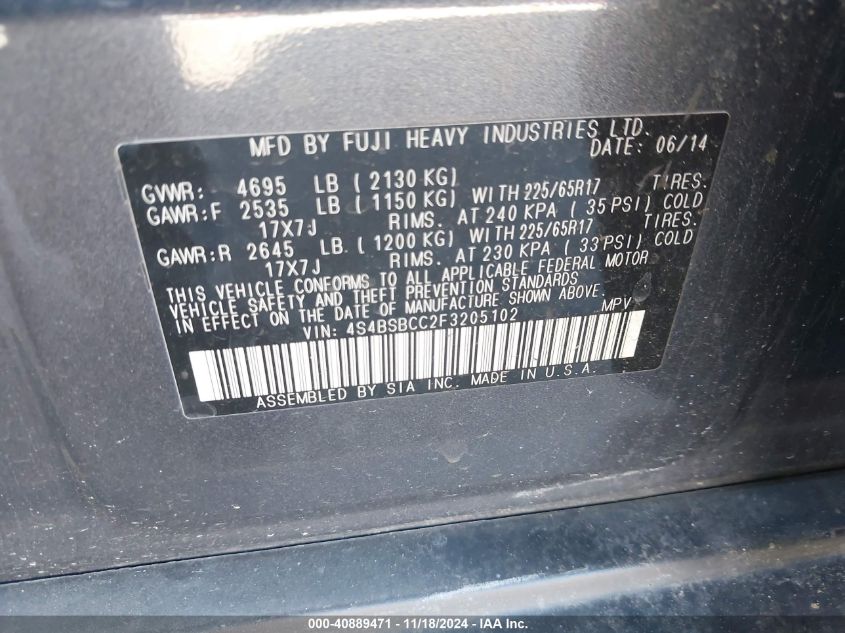 MFD BY FUJI HEAVY INDUSTRIES LTD.
DATE: 06/14
GVWR: 4695 LB ( 2130 KG)
GAWR:F 2535 LB ( 1150 KG) WITH 225/65R17 TIRES.
17X7J RIMS. AT 240 KPA ( 35 PSI) COLD
GAWR:R 2645 LB ( 1200 KG) WITH 225/65R17 TIRES.
17X7J RIMS. AT 230 KPA ( 33 PSI) COLD
THIS VEHICLE CONFORMS TO ALL APPLICABLE FEDERAL MOTOR
VEHICLE SAFETY AND THEFT PREVENTION STANDARDS
IN EFFECT ON THE DATE OF MANUFACTURE SHOWN ABOVE.
VIN: 4S4BSBCC2F3205102 MPV
ASSEMBLED BY SIA INC. MADE IN U.S.A.
000-40889471 - 11/18/2024 - IAAI, Inc.